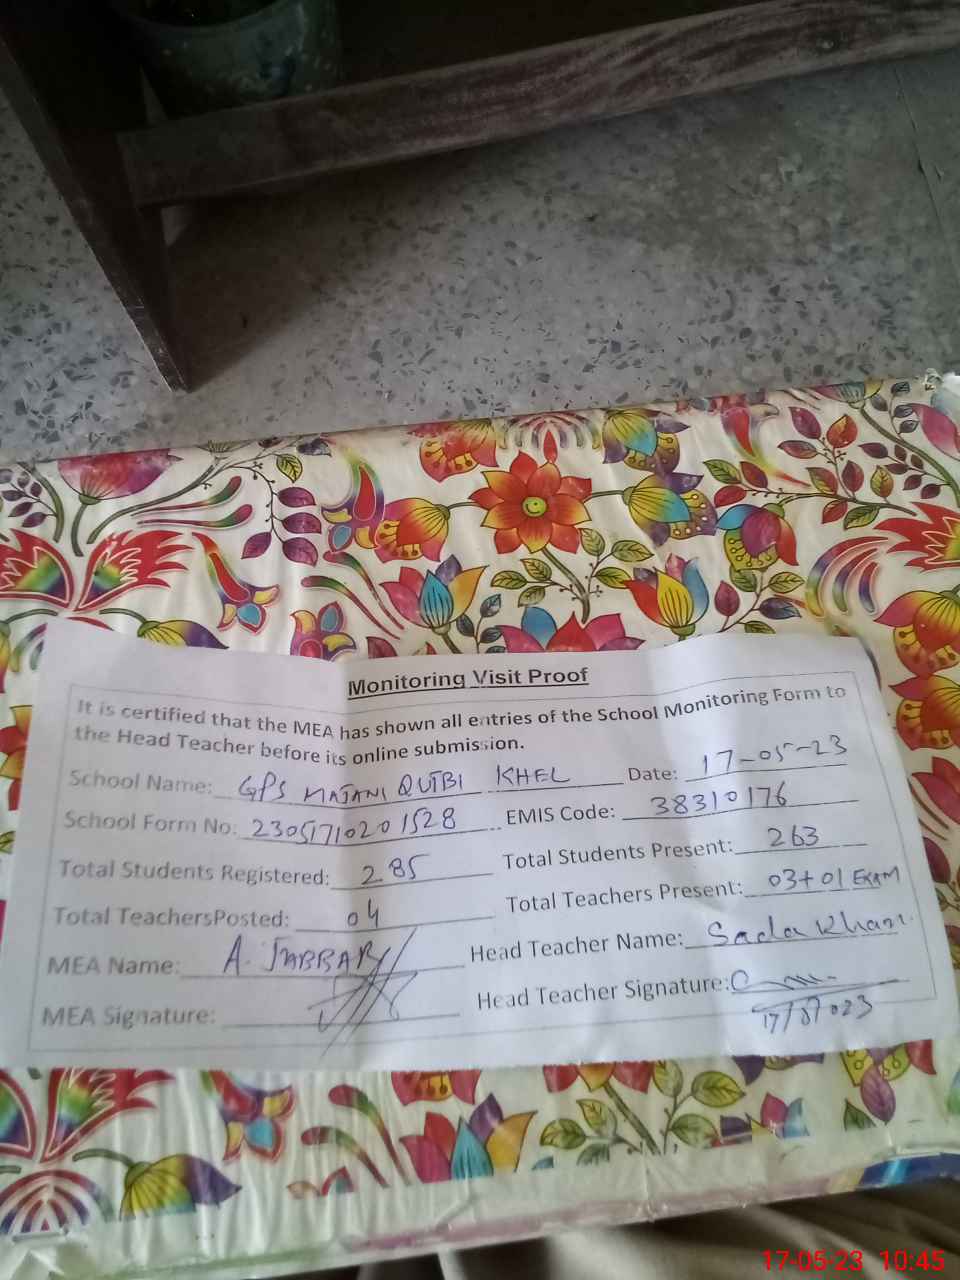 Monitoring Visit Proof
It is certified that the MEA has shown all entries of the School Monitoring Form to
the Head Teacher before its online submission.
School Name: GPS MATANI QUTBI KHEL Date: 17-05-23
School Form No: 23051710201528 EMIS Code: 38310176
Total Students Registered: 285 Total Students Present: 263
Total TeachersPosted: 04 Total Teachers Present: 03+01 EXAM
MEA Name: A. JABBAR Head Teacher Name: Sada Khan
MEA Signature: Head Teacher Signature:
17-05-23 10:45